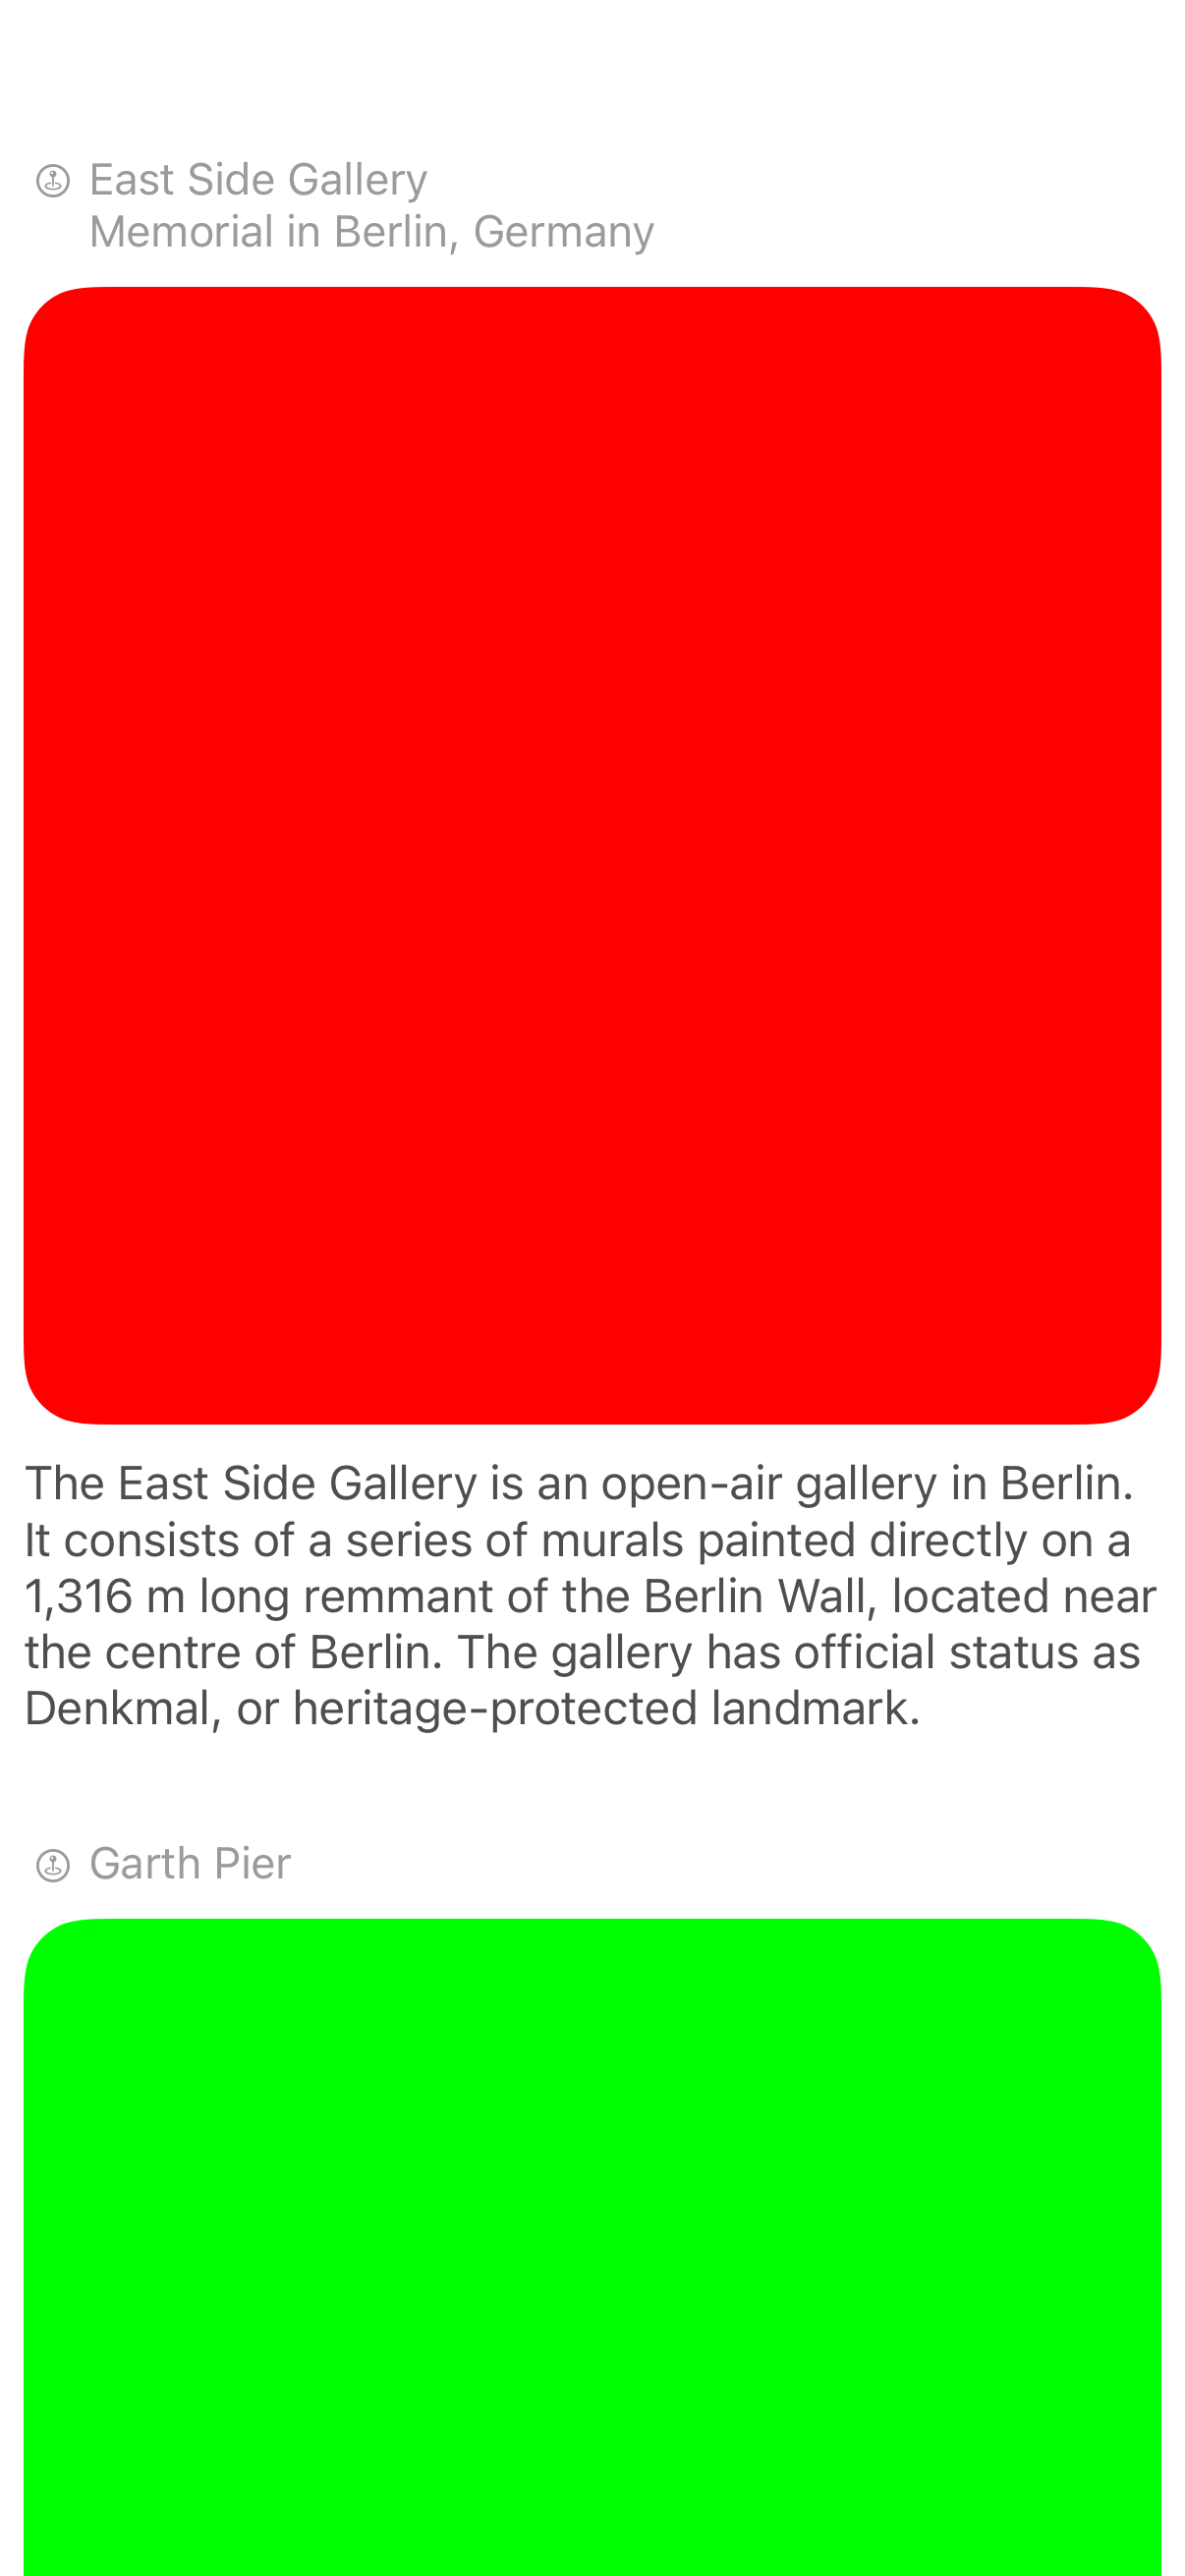 East Side Gallery
Memorial in Berlin, Germany
The East Side Gallery is an open-air gallery in Berlin.
It consists of a series of murals painted directly on a
1,316 m long remmant of the Berlin Wall, located near
the centre of Berlin. The gallery has official status as
Denkmal, or heritage-protected landmark.
Garth Pier